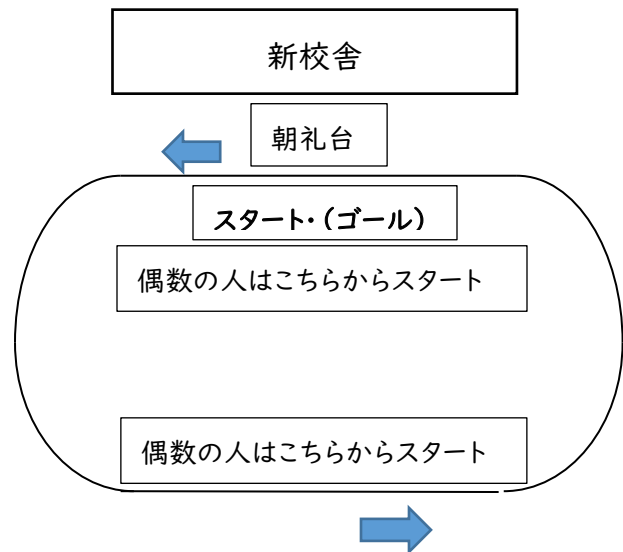 新校舎
朝礼台
スタート・（ゴール）
偶数の人はこちらからスタート
偶数の人はこちらからスタート